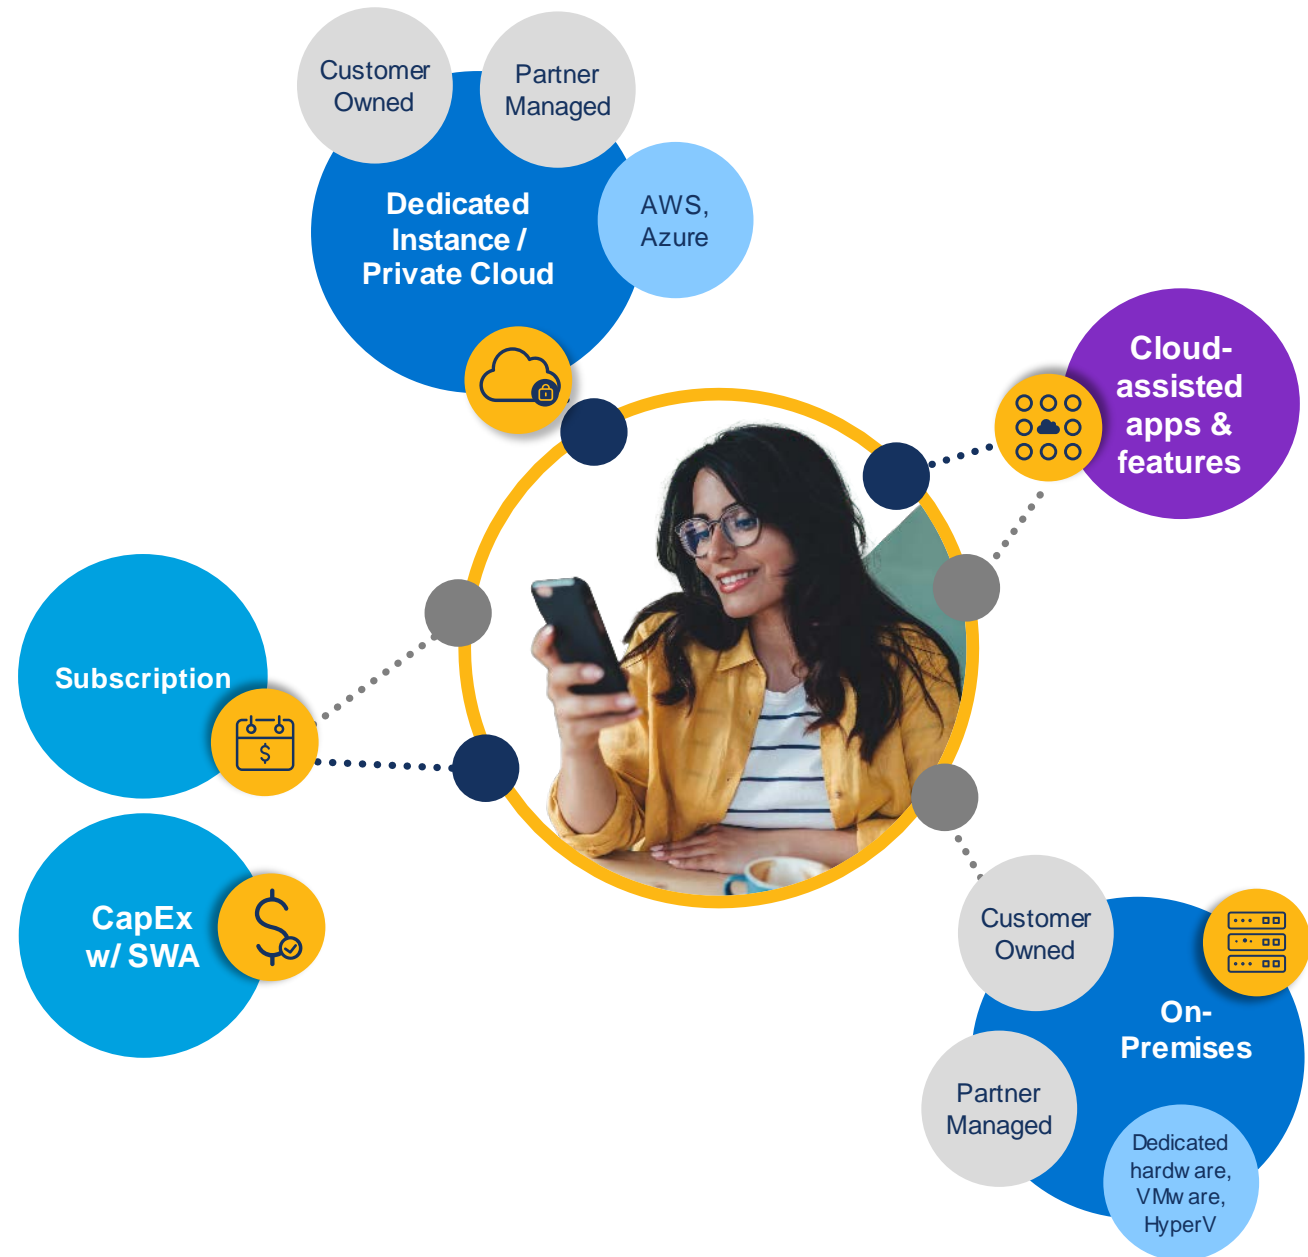 Customer
Owned
Partner
Managed
Dedicated
Instance /
Private Cloud
AWS,
Azure
Cloud-
assisted
apps &
features
Subscription
$
CapEx
w/ SWA
$
Customer
Owned
On-
Premises
Partner
Managed
Dedicated
hardware,
VMware,
HyperV